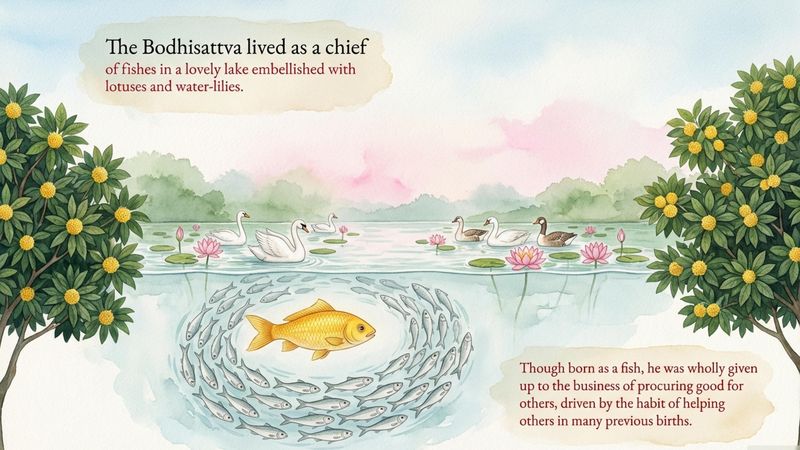 The Bodhisattva lived as a chief
of fishes in a lovely lake embellished with
lotuses and water-lilies.
Though born as a fish, he was wholly given
up to the business of procuring good for
others, driven by the habit of helping
others in many previous births.